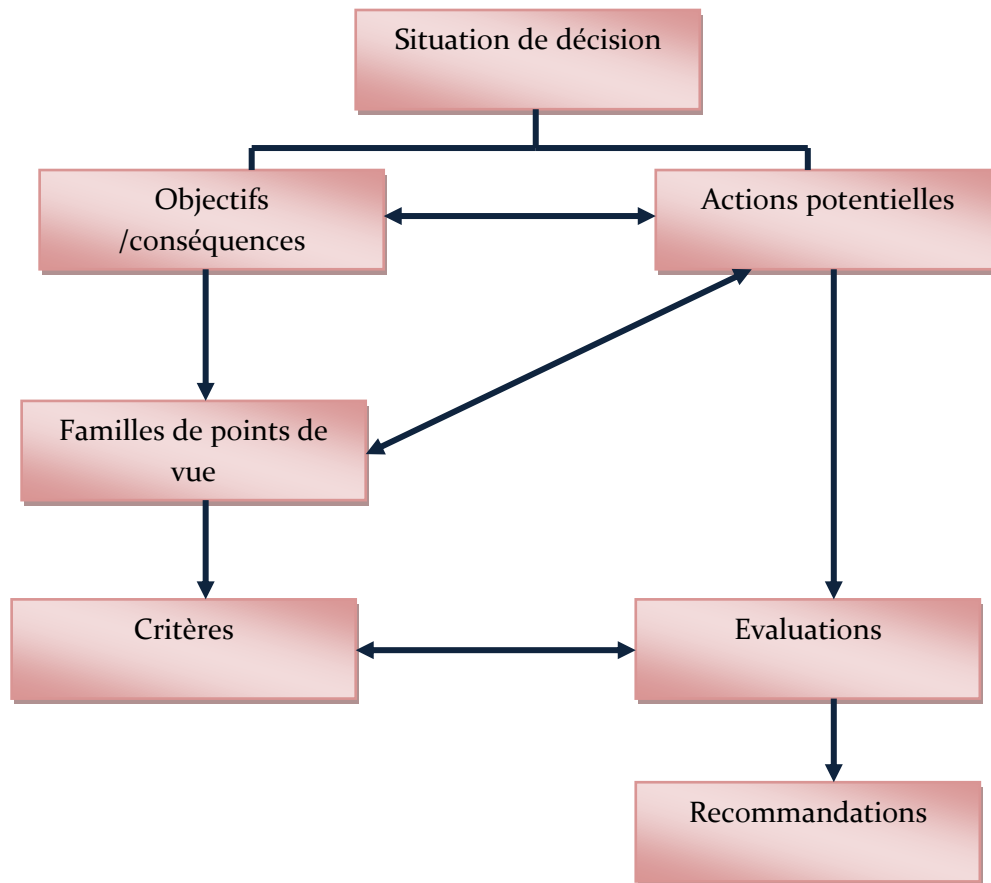 Situation de décision
Objectifs
/conséquences
Actions potentielles
Familles de points de
vue
Critères
Evaluations
Recommandations